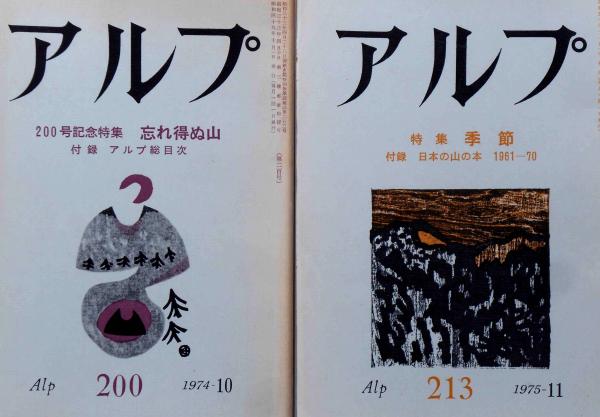 アルプ
200号記念特集 忘れ得ぬ山
付録 アルプ総目次
Alp 200 1974-10
アルプ
特集 季節
付録 日本の山の本 1961—70
Alp 213 1975-11